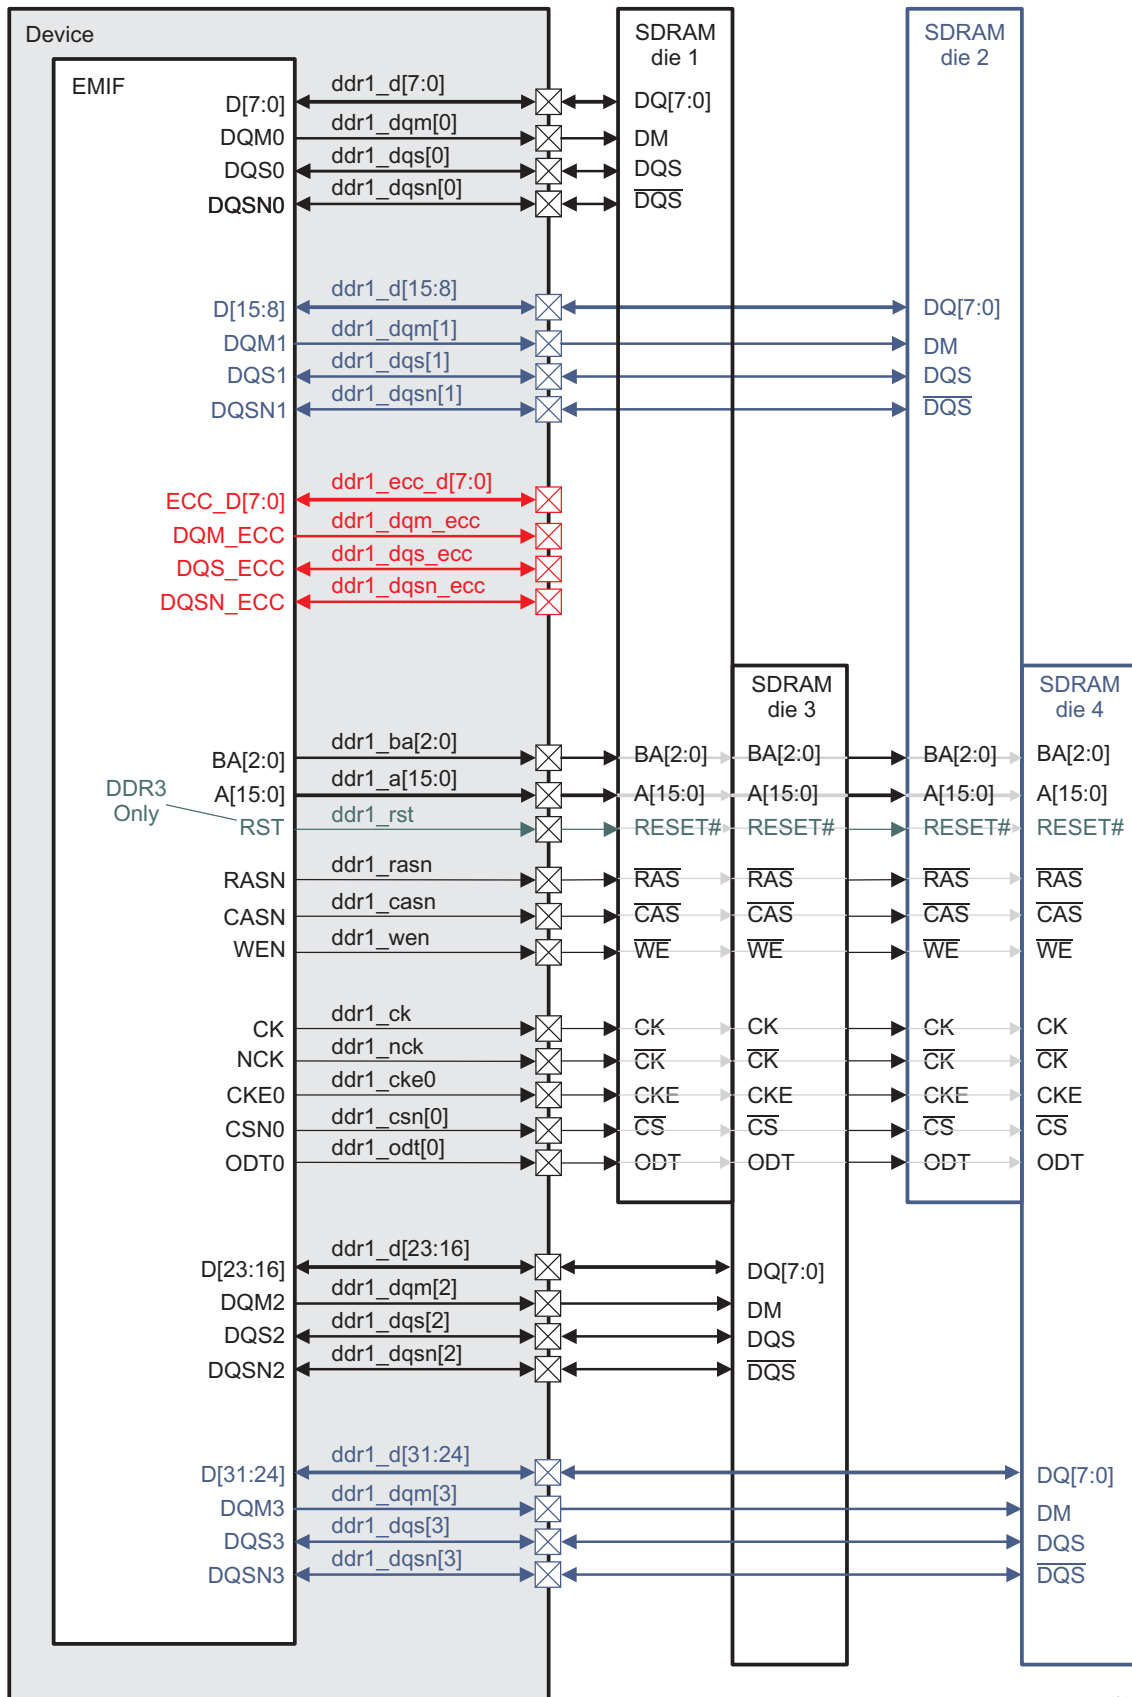 Device
SDRAM
die 1
SDRAM
die 2
EMIF
D[7:0] ddr1_d[7:0] DQ[7:0]
DQM0 ddr1_dqm[0] DM
DQS0 ddr1_dqs[0] DQS
DQSN0 ddr1_dqsn[0] DQS
D[15:8] ddr1_d[15:8] DQ[7:0]
DQM1 ddr1_dqm[1] DM
DQS1 ddr1_dqs[1] DQS
DQSN1 ddr1_dqsn[1] DQS
ECC_D[7:0] ddr1_ecc_d[7:0]
DQM_ECC ddr1_dqm_ecc
DQS_ECC ddr1_dqs_ecc
DQSN_ECC ddr1_dqsn_ecc
SDRAM
die 3
SDRAM
die 4
BA[2:0] ddr1_ba[2:0] BA[2:0] BA[2:0] BA[2:0] BA[2:0]
A[15:0] ddr1_a[15:0] A[15:0] A[15:0] A[15:0] A[15:0]
DDR3
Only
RST ddr1_rst RESET# RESET# RESET# RESET#
RASN ddr1_rasn RAS RAS RAS RAS
CASN ddr1_casn CAS CAS CAS CAS
WEN ddr1_wen WE WE WE WE
CK ddr1_ck CK CK CK CK
NCK ddr1_nck CK CK CK CK
CKE0 ddr1_cke0 CKE CKE CKE CKE
CSN0 ddr1_csn[0] CS CS CS CS
ODT0 ddr1_odt[0] ODT ODT ODT ODT
D[23:16] ddr1_d[23:16] DQ[7:0]
DQM2 ddr1_dqm[2] DM
DQS2 ddr1_dqs[2] DQS
DQSN2 ddr1_dqsn[2] DQS
D[31:24] ddr1_d[31:24] DQ[7:0]
DQM3 ddr1_dqm[3] DM
DQS3 ddr1_dqs[3] DQS
DQSN3 ddr1_dqsn[3] DQS